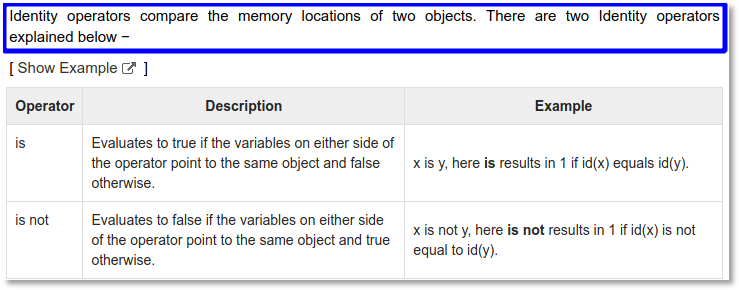 Identity operators compare the memory locations of two objects. There are two Identity operators
explained below −
[ Show Example ]
Operator Description Example
is
Evaluates to true if the variables on either side of
the operator point to the same object and false
otherwise.
x is y, here is results in 1 if id(x) equals id(y).
is not
Evaluates to false if the variables on either side
of the operator point to the same object and true
otherwise.
x is not y, here is not results in 1 if id(x) is not
equal to id(y).